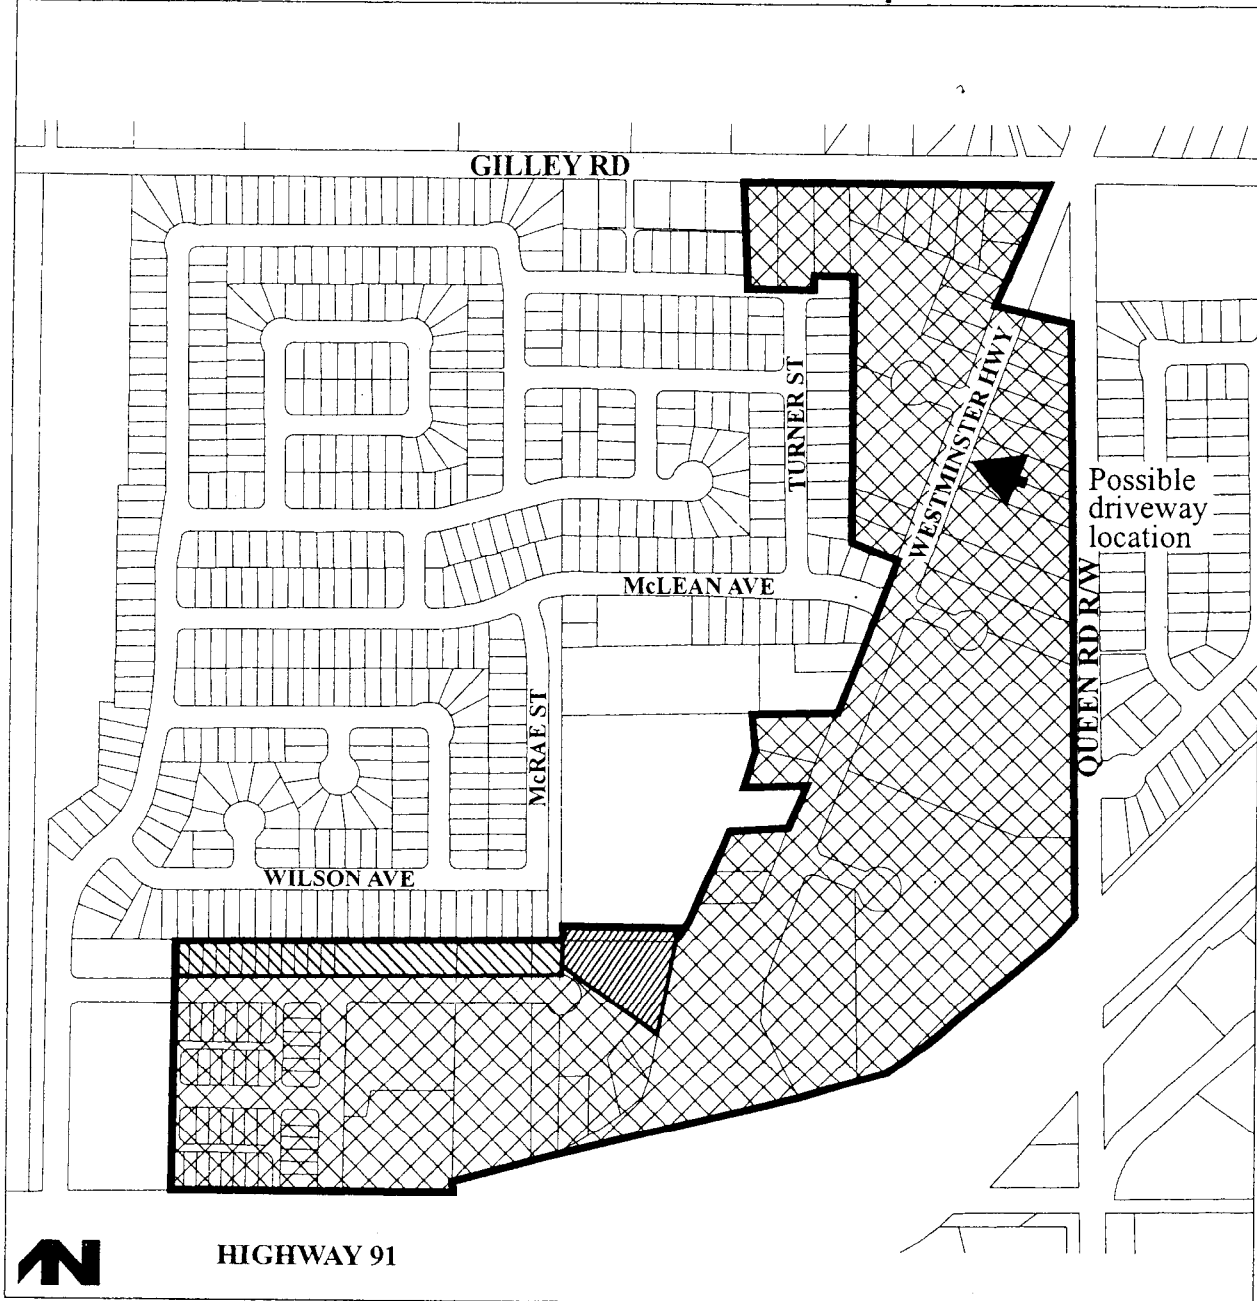 GILLEY RD
WESTMINSTER HWY
TURNER ST
Possible
driveway
location
McLEAN AVE
QUEEN RD R/W
McRAE ST
WILSON AVE
N
HIGHWAY 91